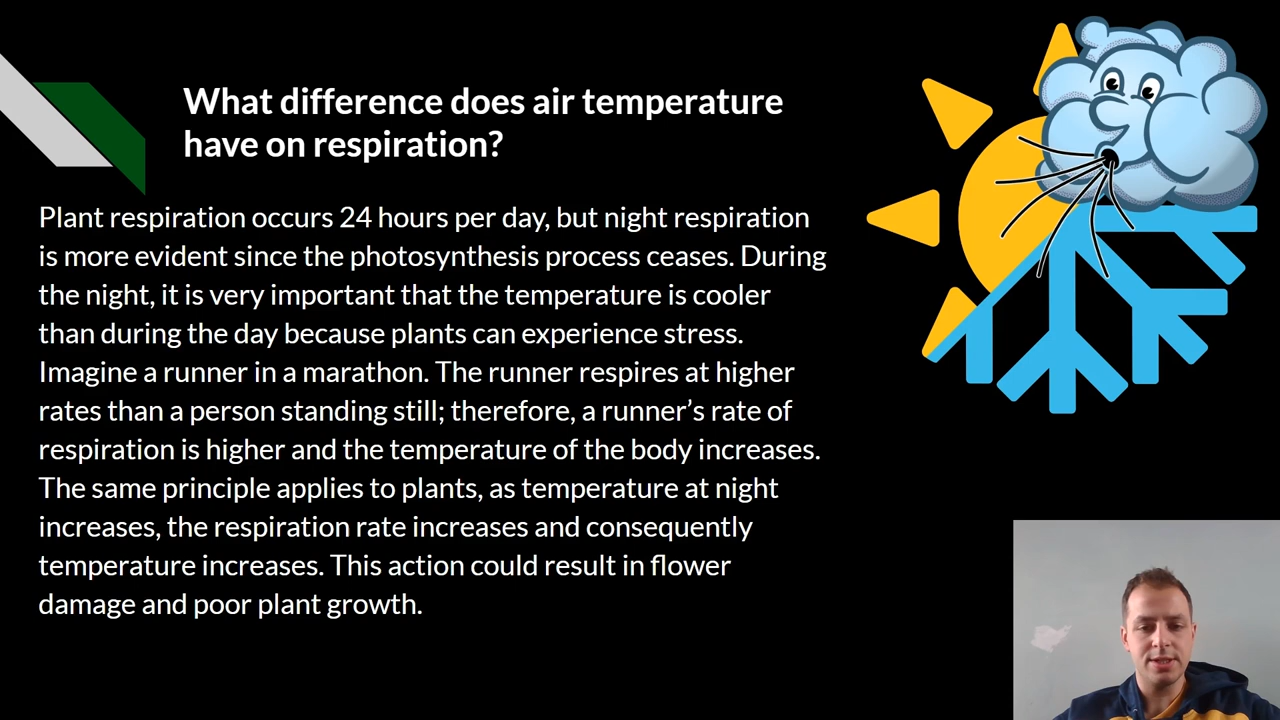 What difference does air temperature
have on respiration?
Plant respiration occurs 24 hours per day, but night respiration
is more evident since the photosynthesis process ceases. During
the night, it is very important that the temperature is cooler
than during the day because plants can experience stress.
Imagine a runner in a marathon. The runner respires at higher
rates than a person standing still; therefore, a runner’s rate of
respiration is higher and the temperature of the body increases.
The same principle applies to plants, as temperature at night
increases, the respiration rate increases and consequently
temperature increases. This action could result in flower
damage and poor plant growth.